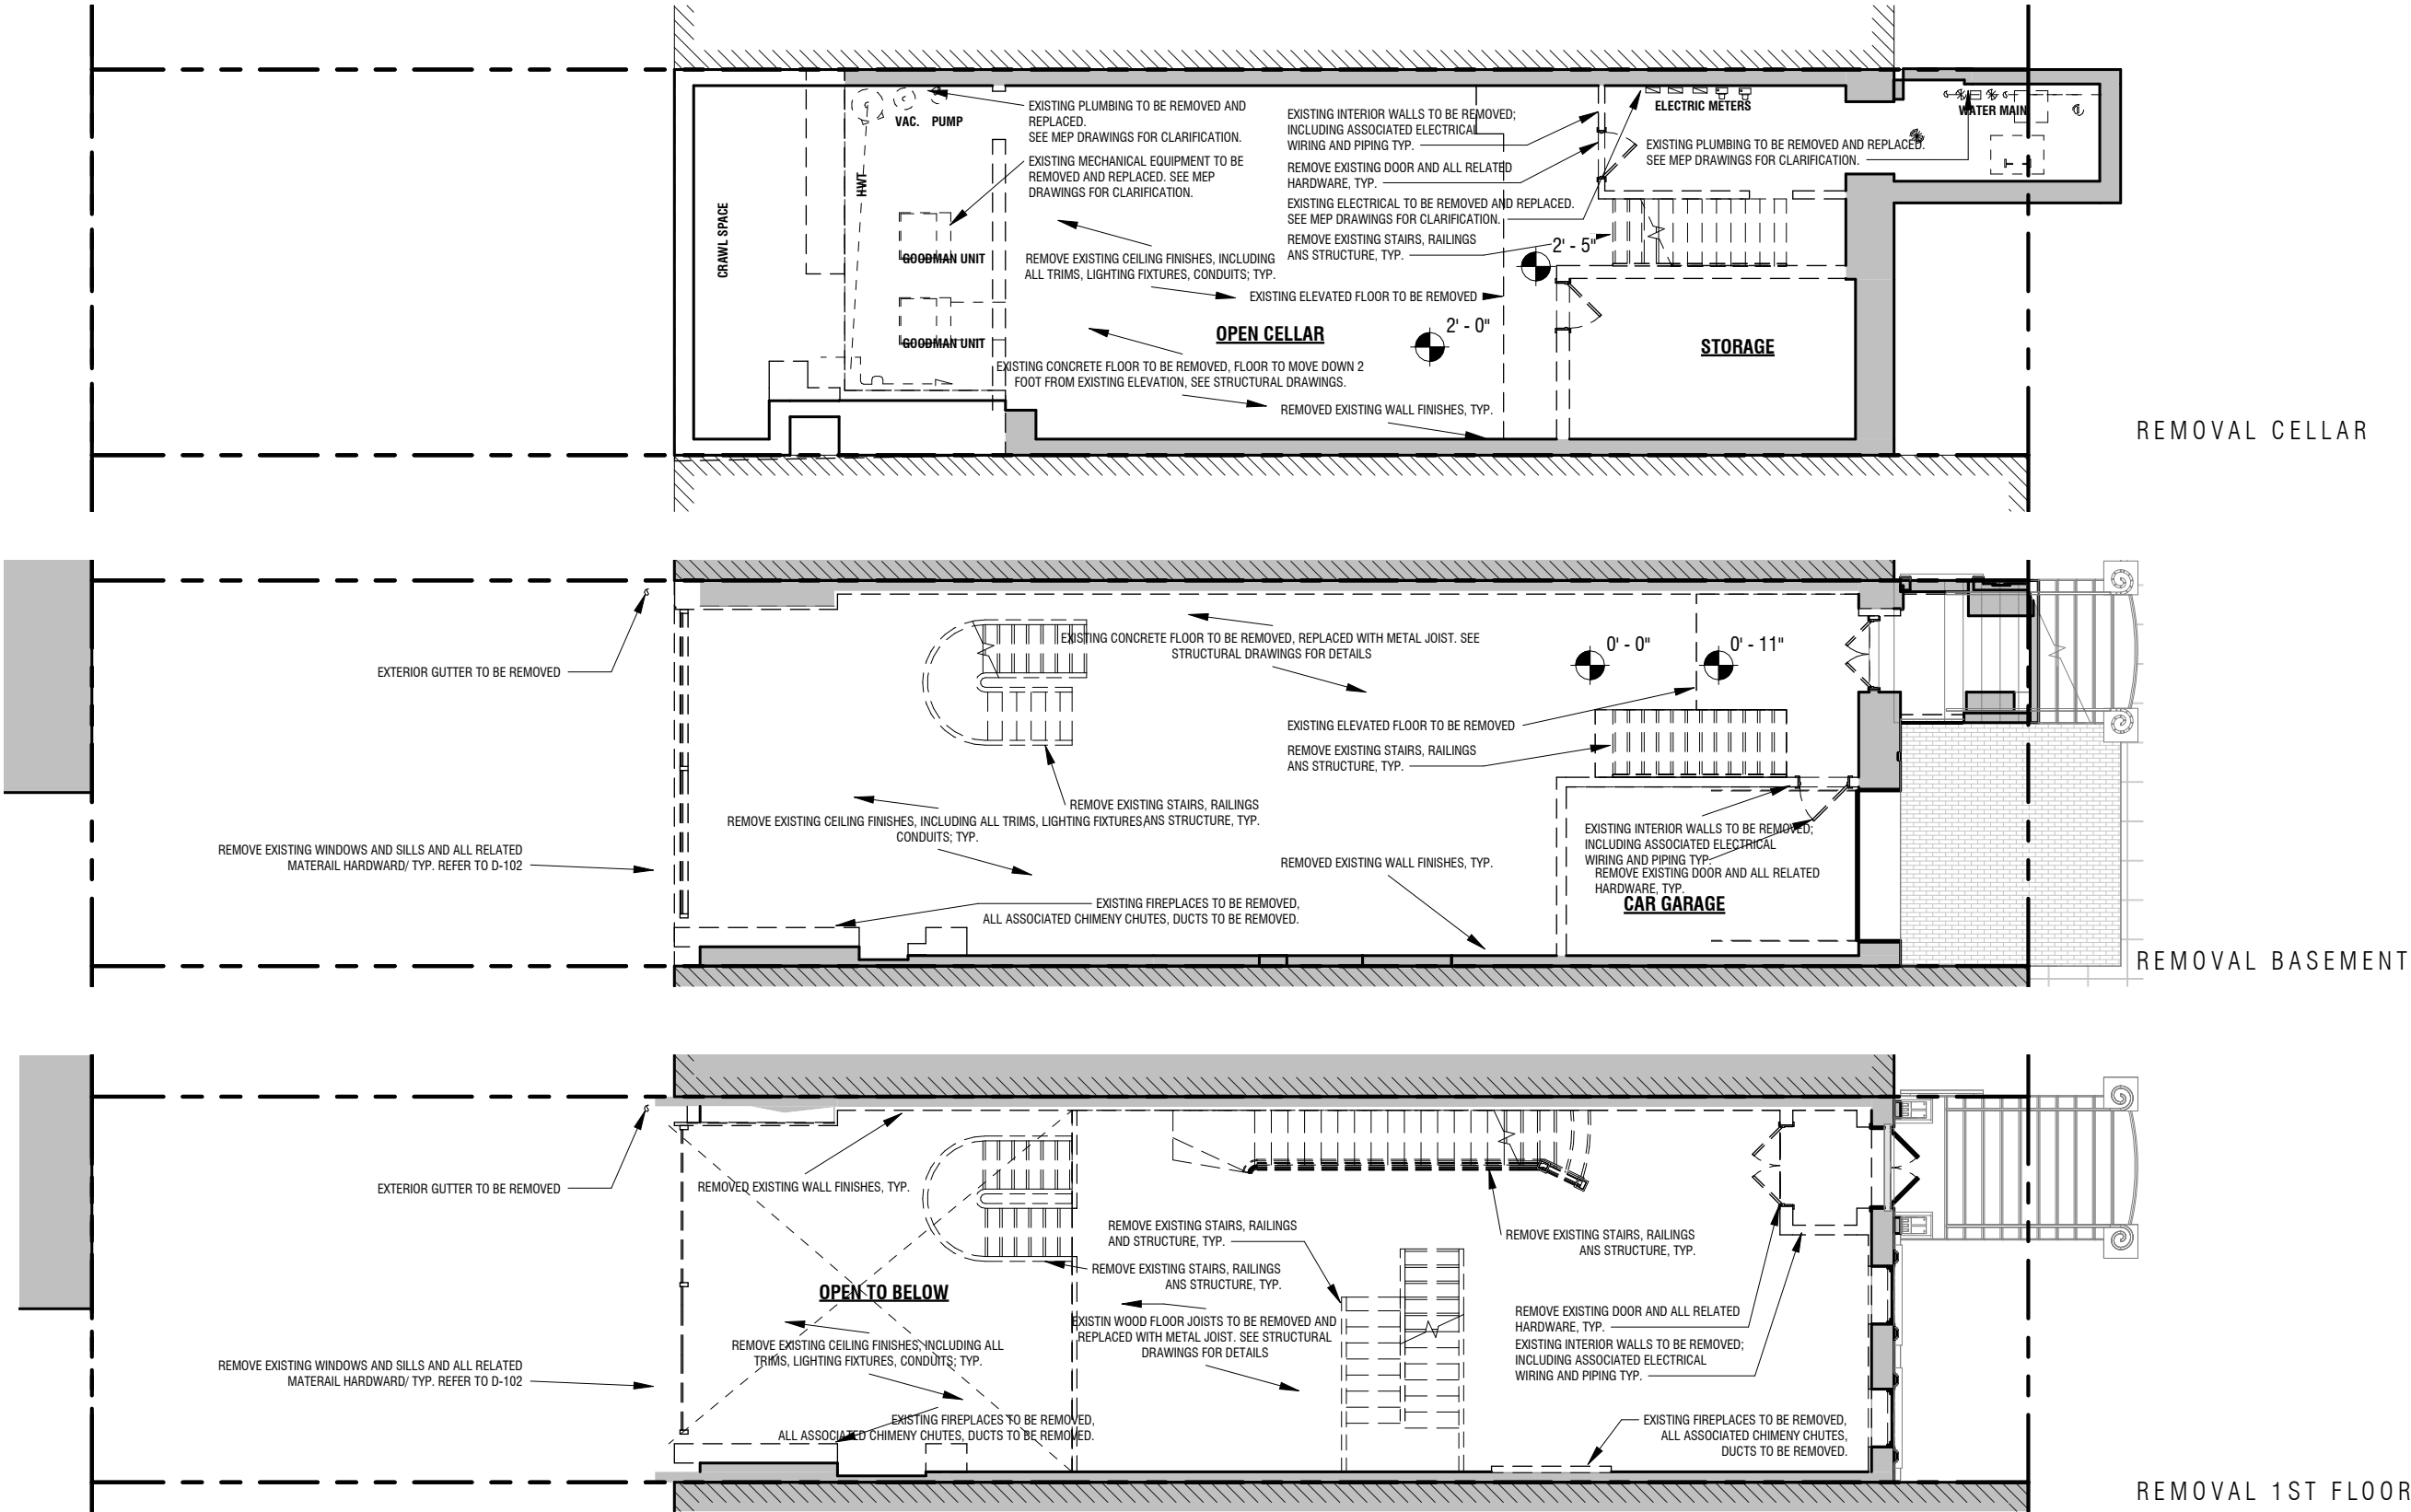 EXISTING PLUMBING TO BE REMOVED AND
REPLACED.
SEE MEP DRAWINGS FOR CLARIFICATION.
EXISTING MECHANICAL EQUIPMENT TO BE
REMOVED AND REPLACED. SEE MEP
DRAWINGS FOR CLARIFICATION.
VAC. PUMP
HWT
CRAWL SPACE
GOODMAN UNIT
GOODMAN UNIT
EXISTING INTERIOR WALLS TO BE REMOVED;
INCLUDING ASSOCIATED ELECTRICAL
WIRING AND PIPING TYP.
REMOVE EXISTING DOOR AND ALL RELATED
HARDWARE, TYP.
EXISTING ELECTRICAL TO BE REMOVED AND REPLACED.
SEE MEP DRAWINGS FOR CLARIFICATION.
REMOVE EXISTING STAIRS, RAILINGS
ANS STRUCTURE, TYP.
ELECTRIC METERS
WATER MAIN
EXISTING PLUMBING TO BE REMOVED AND REPLACED.
SEE MEP DRAWINGS FOR CLARIFICATION.
2' - 5"
REMOVE EXISTING CEILING FINISHES, INCLUDING
ALL TRIMS, LIGHTING FIXTURES, CONDUITS; TYP.
EXISTING ELEVATED FLOOR TO BE REMOVED
OPEN CELLAR
2' - 0"
STORAGE
EXISTING CONCRETE FLOOR TO BE REMOVED, FLOOR TO MOVE DOWN 2
FOOT FROM EXISTING ELEVATION, SEE STRUCTURAL DRAWINGS.
REMOVED EXISTING WALL FINISHES, TYP.
REMOVAL CELLAR
EXTERIOR GUTTER TO BE REMOVED
EXISTING CONCRETE FLOOR TO BE REMOVED, REPLACED WITH METAL JOIST. SEE
STRUCTURAL DRAWINGS FOR DETAILS
0' - 0"
0' - 11"
EXISTING ELEVATED FLOOR TO BE REMOVED
REMOVE EXISTING STAIRS, RAILINGS
ANS STRUCTURE, TYP.
REMOVE EXISTING STAIRS, RAILINGS
ANS STRUCTURE, TYP.
REMOVE EXISTING CEILING FINISHES, INCLUDING ALL TRIMS, LIGHTING FIXTURES,
CONDUITS; TYP.
REMOVE EXISTING WINDOWS AND SILLS AND ALL RELATED
MATERAIL HARDWARD/ TYP. REFER TO D-102
REMOVED EXISTING WALL FINISHES, TYP.
EXISTING INTERIOR WALLS TO BE REMOVED;
INCLUDING ASSOCIATED ELECTRICAL
WIRING AND PIPING TYP.
REMOVE EXISTING DOOR AND ALL RELATED
HARDWARE, TYP.
CAR GARAGE
EXISTING FIREPLACES TO BE REMOVED,
ALL ASSOCIATED CHIMENY CHUTES, DUCTS TO BE REMOVED.
REMOVAL BASEMENT
EXTERIOR GUTTER TO BE REMOVED
REMOVED EXISTING WALL FINISHES, TYP.
REMOVE EXISTING STAIRS, RAILINGS
AND STRUCTURE, TYP.
REMOVE EXISTING STAIRS, RAILINGS
ANS STRUCTURE, TYP.
REMOVE EXISTING STAIRS, RAILINGS
ANS STRUCTURE, TYP.
OPEN TO BELOW
EXISTIN WOOD FLOOR JOISTS TO BE REMOVED AND
REPLACED WITH METAL JOIST. SEE STRUCTURAL
DRAWINGS FOR DETAILS
REMOVE EXISTING DOOR AND ALL RELATED
HARDWARE, TYP.
EXISTING INTERIOR WALLS TO BE REMOVED;
INCLUDING ASSOCIATED ELECTRICAL
WIRING AND PIPING TYP.
REMOVE EXISTING CEILING FINISHES, INCLUDING ALL
TRIMS, LIGHTING FIXTURES, CONDUITS; TYP.
REMOVE EXISTING WINDOWS AND SILLS AND ALL RELATED
MATERAIL HARDWARD/ TYP. REFER TO D-102
EXISTING FIREPLACES TO BE REMOVED,
ALL ASSOCIATED CHIMENY CHUTES, DUCTS TO BE REMOVED.
EXISTING FIREPLACES TO BE REMOVED,
ALL ASSOCIATED CHIMENY CHUTES,
DUCTS TO BE REMOVED.
REMOVAL 1ST FLOOR